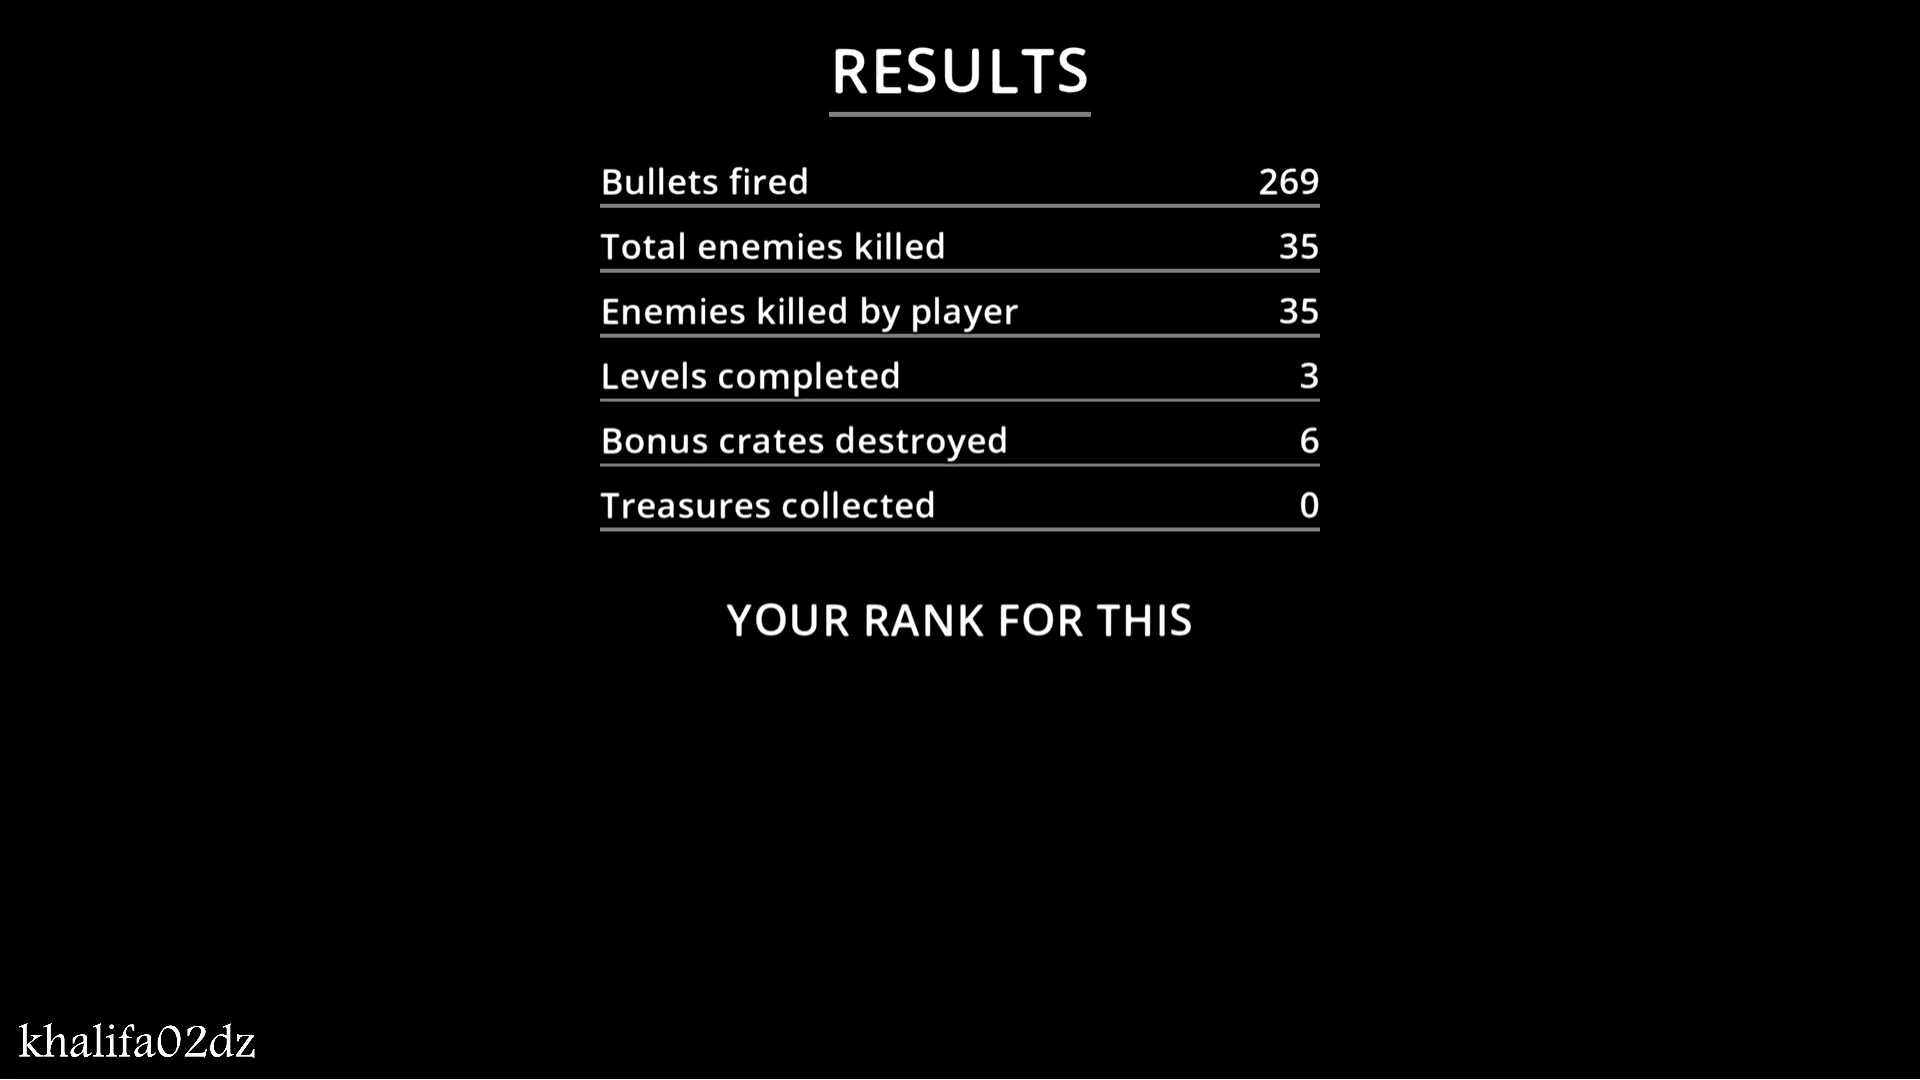 RESULTS
Bullets fired 269
Total enemies killed 35
Enemies killed by player 35
Levels completed 3
Bonus crates destroyed 6
Treasures collected 0
YOUR RANK FOR THIS
khalifa02dz